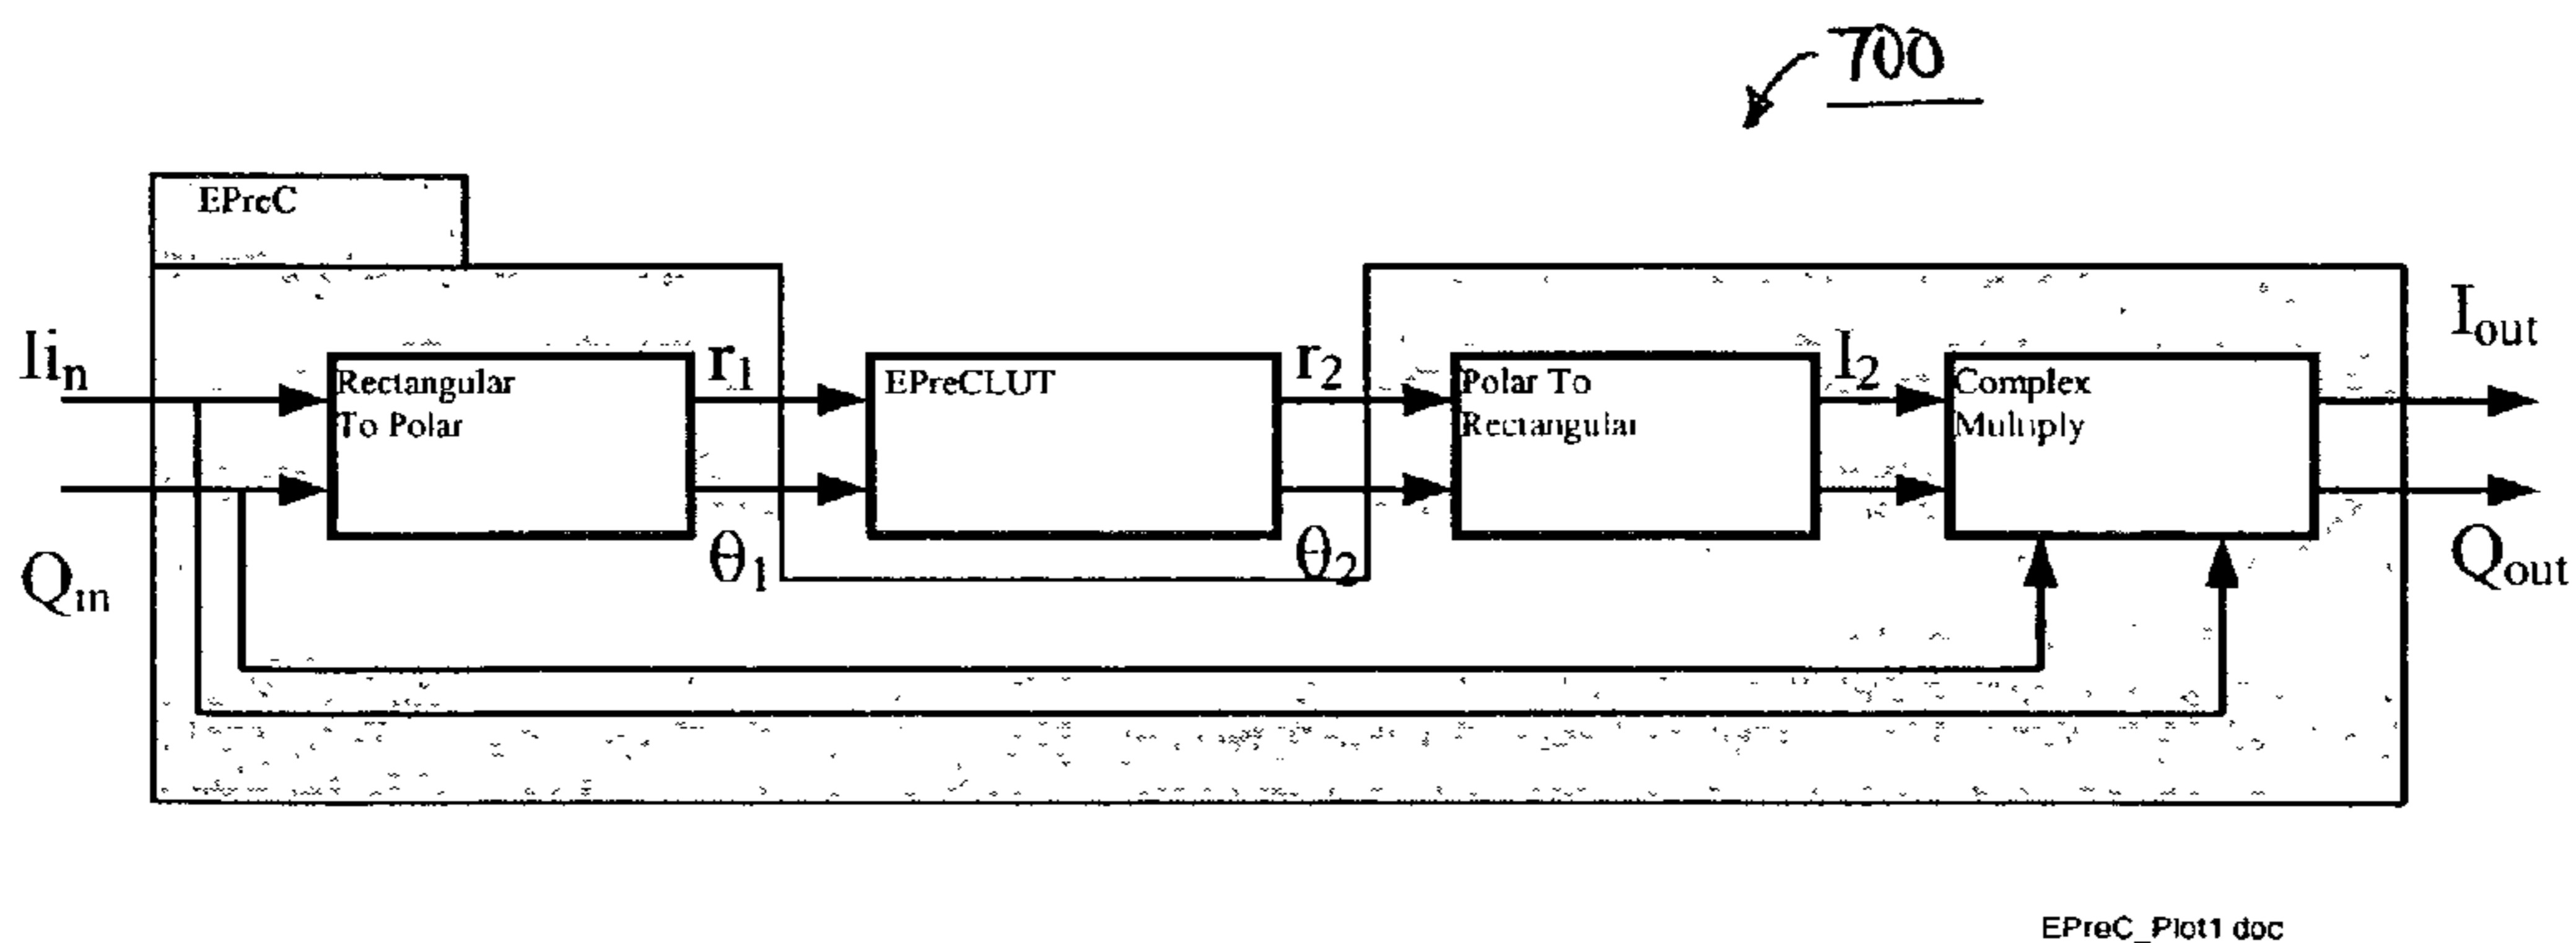 700
EPreC
Iin
Qin
Rectangular
To Polar
r1
θ1
EPreCLUT
r2
θ2
Polar To
Rectangular
I2
Complex
Multiply
Iout
Qout
EPreC_Plot1 doc